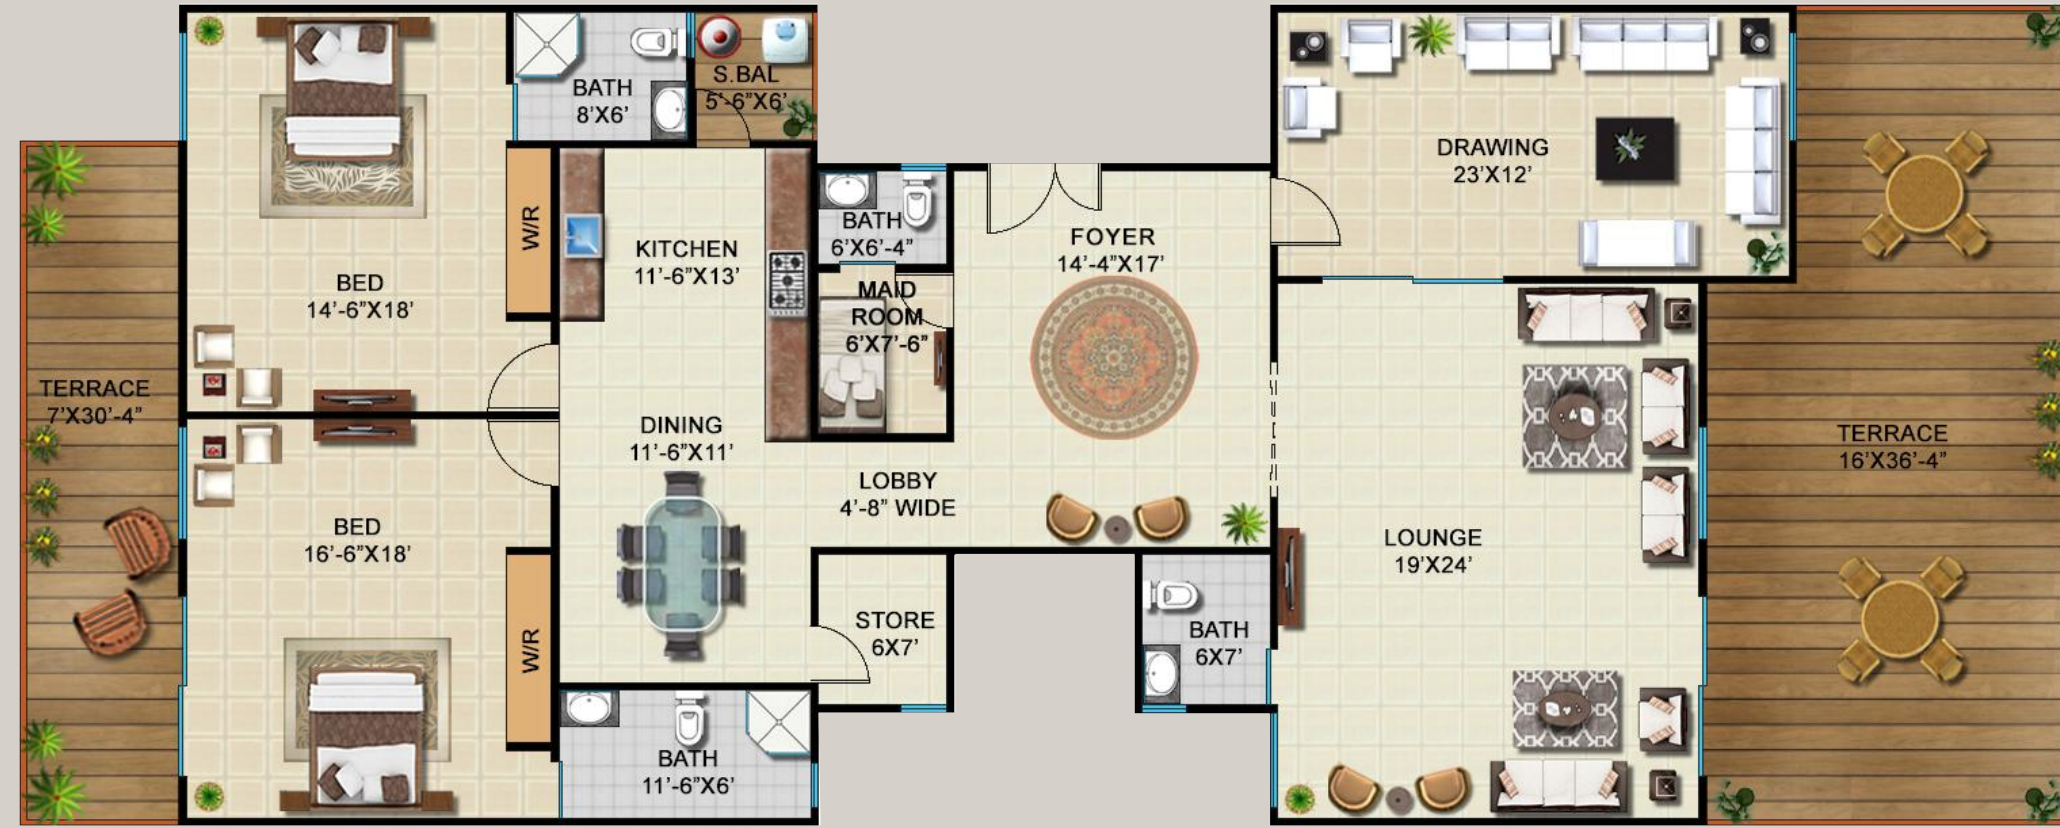 BATH
8'X6'
S.BAL
5'-6"X6'
DRAWING
23'X12'
W/R
KITCHEN
11'-6"X13'
BATH
6'X6'-4"
FOYER
14'-4"X17'
BED
14'-6"X18'
MAID
ROOM
6'X7'-6"
TERRACE
7'X30'-4"
DINING
11'-6"X11'
LOBBY
4'-8" WIDE
TERRACE
16'X36'-4"
BED
16'-6"X18'
LOUNGE
19'X24'
W/R
STORE
6X7'
BATH
6X7'
BATH
11'-6"X6'